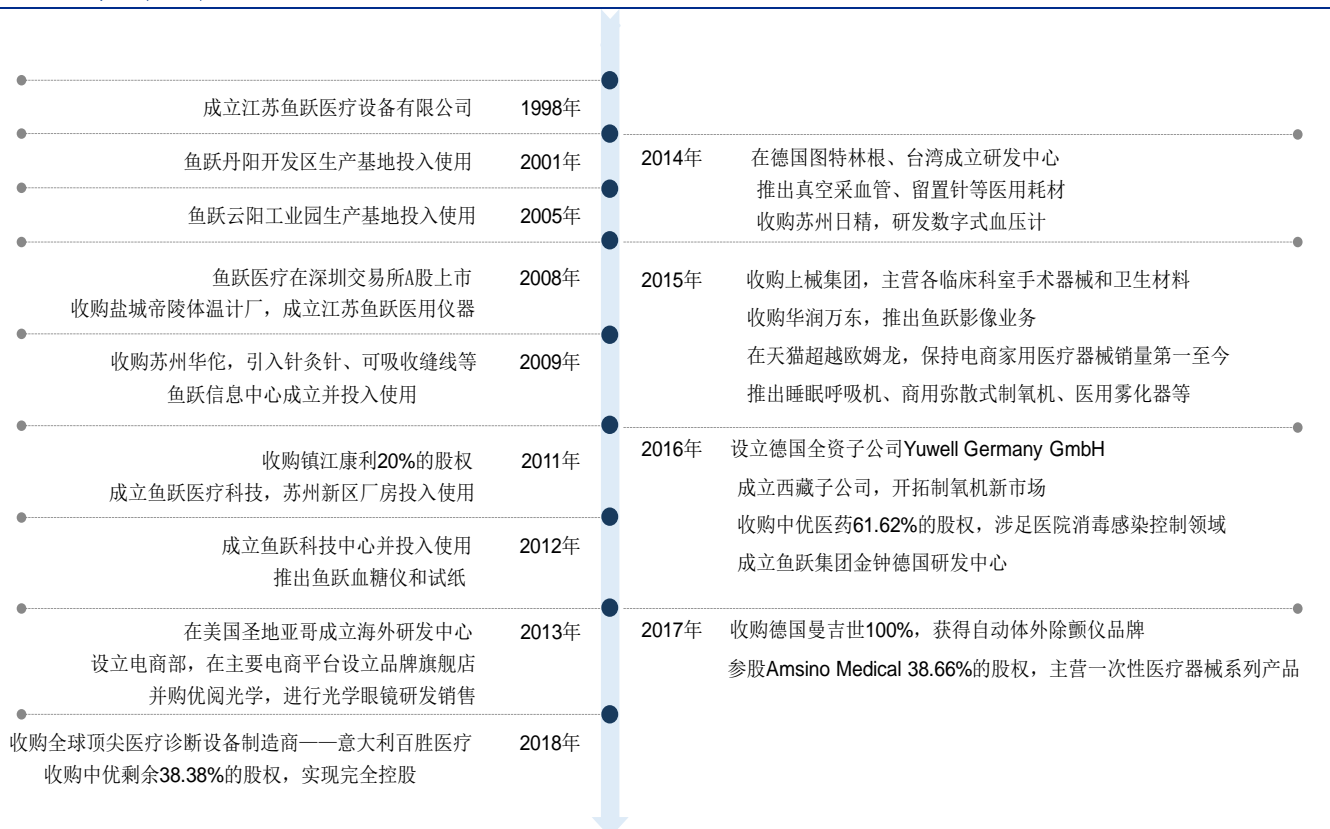 成立江苏鱼跃医疗设备有限公司 1998年
鱼跃丹阳开发区生产基地投入使用 2001年
鱼跃云阳工业园生产基地投入使用 2005年
鱼跃医疗在深圳交易所A股上市 2008年
收购盐城帝陵体温计厂，成立江苏鱼跃医用仪器
收购苏州华佗，引入针灸针、可吸收缝线等 2009年
鱼跃信息中心成立并投入使用
收购镇江康利20%的股权 2011年
成立鱼跃医疗科技，苏州新区厂房投入使用
成立鱼跃科技中心并投入使用 2012年
推出鱼跃血糖仪和试纸
在美国圣地亚哥成立海外研发中心 2013年
设立电商部，在主要电商平台设立品牌旗舰店
并购优阅光学，进行光学眼镜研发销售
2014年 在德国图特林根、台湾成立研发中心
推出真空采血管、留置针等医用耗材
收购苏州日精，研发数字式血压计
2015年 收购上械集团，主营各临床科室手术器械和卫生材料
收购华润万东，推出鱼跃影像业务
在天猫超越欧姆龙，保持电商家用医疗器械销量第一至今
推出睡眠呼吸机、商用弥散式制氧机、医用雾化器等
2016年 设立德国全资子公司Yuwell Germany GmbH
成立西藏子公司，开拓制氧机新市场
收购中优医药61.62%的股权，涉足医院消毒感染控制领域
成立鱼跃集团金钟德国研发中心
2017年 收购德国曼吉世100%，获得自动体外除颤仪品牌
参股Amsino Medical 38.66%的股权，主营一次性医疗器械系列产品
收购全球顶尖医疗诊断设备制造商——意大利百胜医疗 2018年
收购中优剩余38.38%的股权，实现完全控股